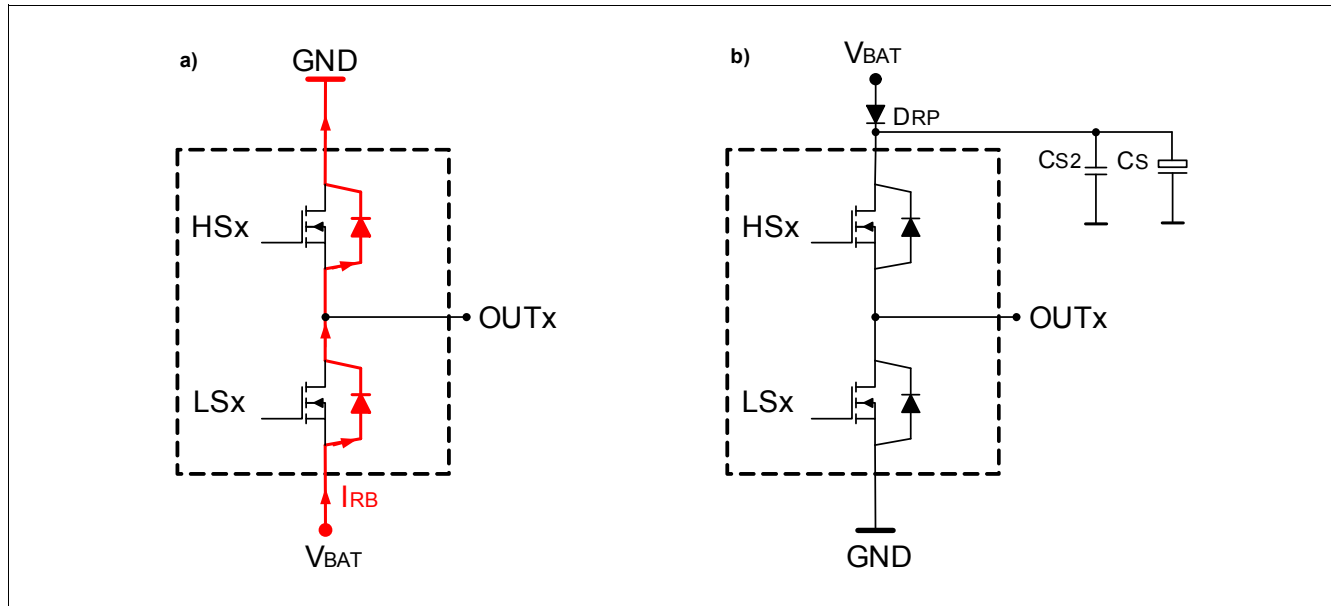 a)
GND
HSx
OUTx
LSx
IRB
VBAT
b)
VBAT
DRP
CS2
CS
HSx
OUTx
LSx
GND